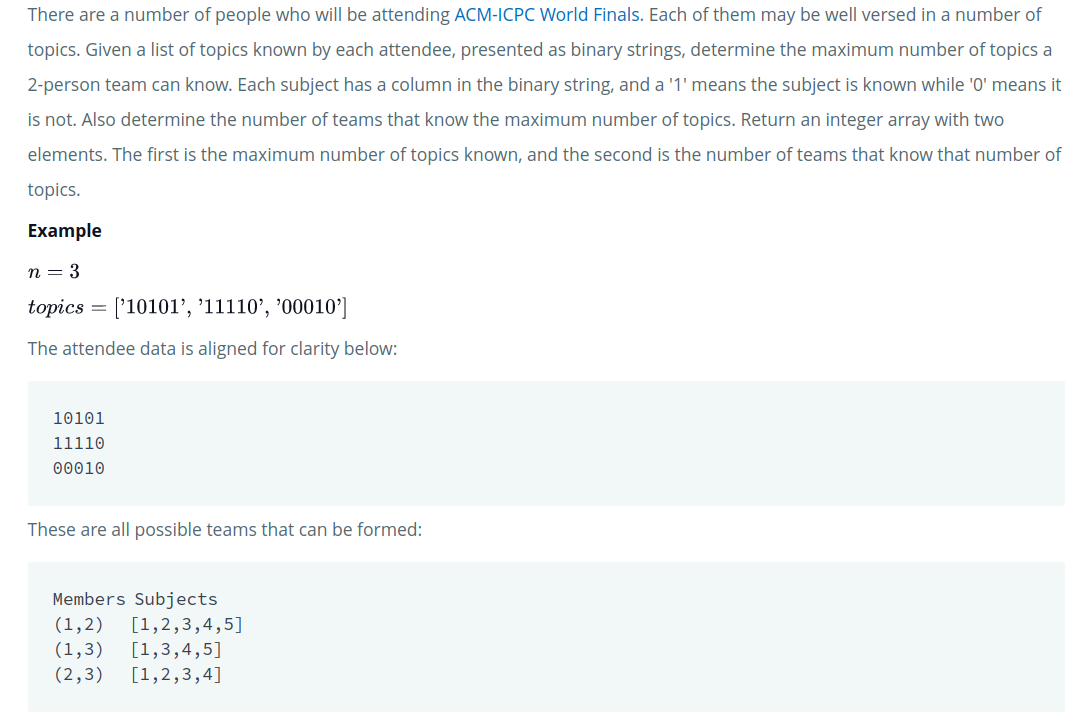 There are a number of people who will be attending ACM-ICPC World Finals. Each of them may be well versed in a number of
topics. Given a list of topics known by each attendee, presented as binary strings, determine the maximum number of topics a
2-person team can know. Each subject has a column in the binary string, and a '1' means the subject is known while '0' means it
is not. Also determine the number of teams that know the maximum number of topics. Return an integer array with two
elements. The first is the maximum number of topics known, and the second is the number of teams that know that number of
topics.
Example
n = 3
topics = ['10101', '11110', '00010']
The attendee data is aligned for clarity below:
10101
11110
00010
These are all possible teams that can be formed:
Members Subjects
(1,2) [1,2,3,4,5]
(1,3) [1,3,4,5]
(2,3) [1,2,3,4]